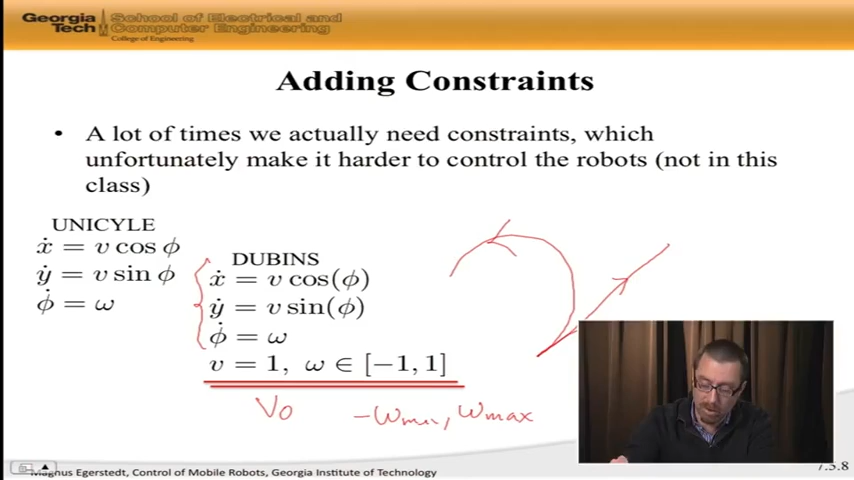 Georgia Tech
School of Electrical and Computer Engineering
College of Engineering
Adding Constraints
• A lot of times we actually need constraints, which
unfortunately make it harder to control the robots (not in this
class)
UNICYLE
ẋ = v cos ϕ
ẏ = v sin ϕ
ϕ̇ = ω
DUBINS
ẋ = v cos(ϕ)
ẏ = v sin(ϕ)
ϕ̇ = ω
v = 1, ω ∈ [−1, 1]
V0
-ωmin, ωmax
Magnus Egerstedt, Control of Mobile Robots, Georgia Institute of Technology